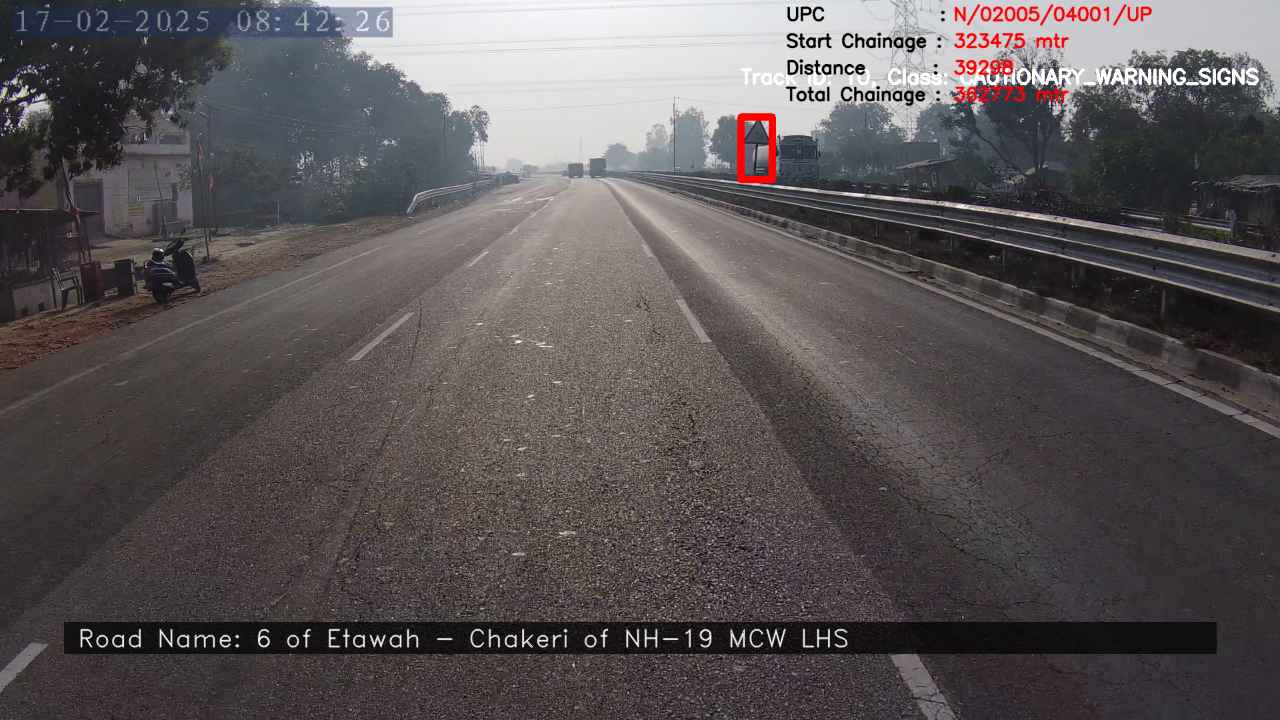 17-02-2025 08:42:26
UPC : N/02005/04001/UP
Start Chainage : 323475 mtr
Distance : 39298
Track ID: 10, Class: CAUTIONARY_WARNING_SIGNS
Total Chainage : 362773 mtr
Road Name: 6 of Etawah - Chakeri of NH-19 MCW LHS